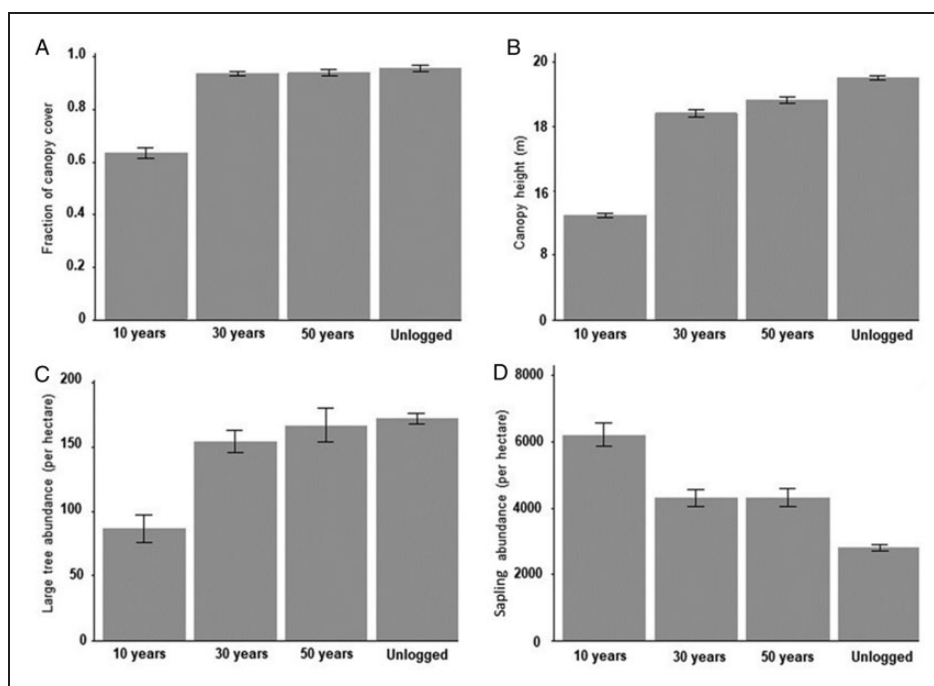 A
Fraction of canopy cover
1.0
0.8
0.6
0.4
0.2
0
10 years
30 years
50 years
Unlogged
B
Canopy height (m)
20
18
16
8
0
10 years
30 years
50 years
Unlogged
C
Large tree abundance (per hectare)
200
150
100
50
0
10 years
30 years
50 years
Unlogged
D
Sapling abundance (per hectare)
8000
6000
4000
2000
0
10 years
30 years
50 years
Unlogged